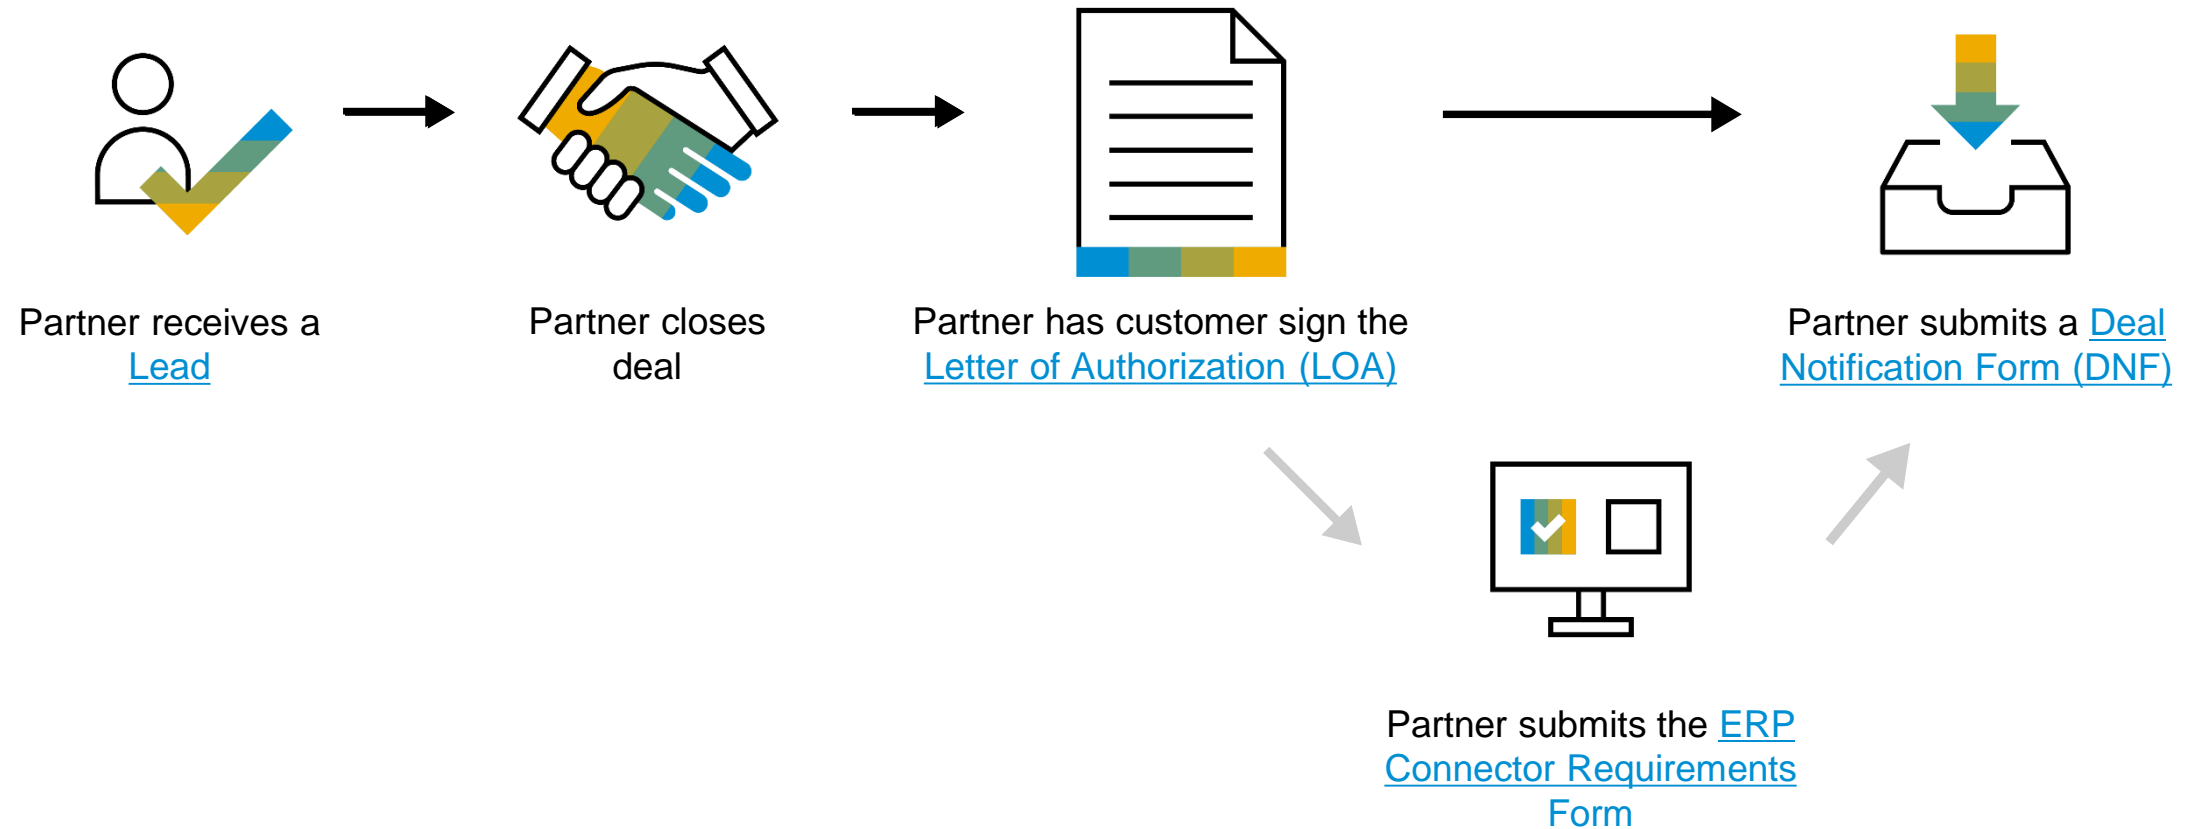 Partner receives a
Lead
Partner closes
deal
Partner has customer sign the
Letter of Authorization (LOA)
Partner submits a Deal
Notification Form (DNF)
Partner submits the ERP
Connector Requirements
Form